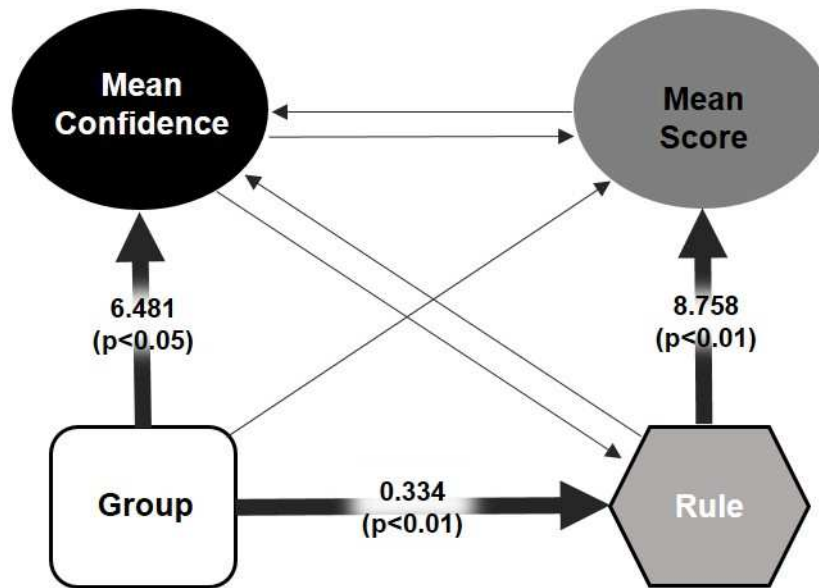 Mean
Confidence
Mean
Score
6.481
(p<0.05)
8.758
(p<0.01)
Group
0.334
(p<0.01)
Rule